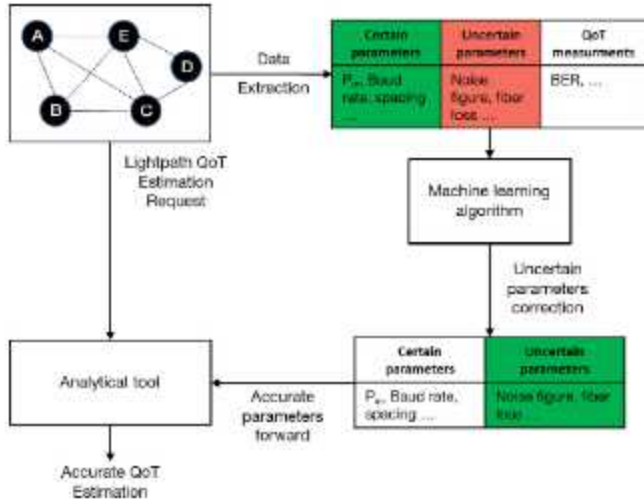 A
E
D
B
C
Data
Extraction
Certain
parameters
Uncertain
parameters
QoT
measurments
Baud
rate, spacing
...
Noise
figure, fiber
loss ...
BER, ...
Lightpath QoT
Estimation
Request
Machine learning
algorithm
Uncertain
parameters
correction
Certain
parameters
Uncertain
parameters
Baud rate,
spacing ...
Noise figure, fiber
loss
Analytical tool
Accurate
parameters
forward
Accurate QoT
Estimation